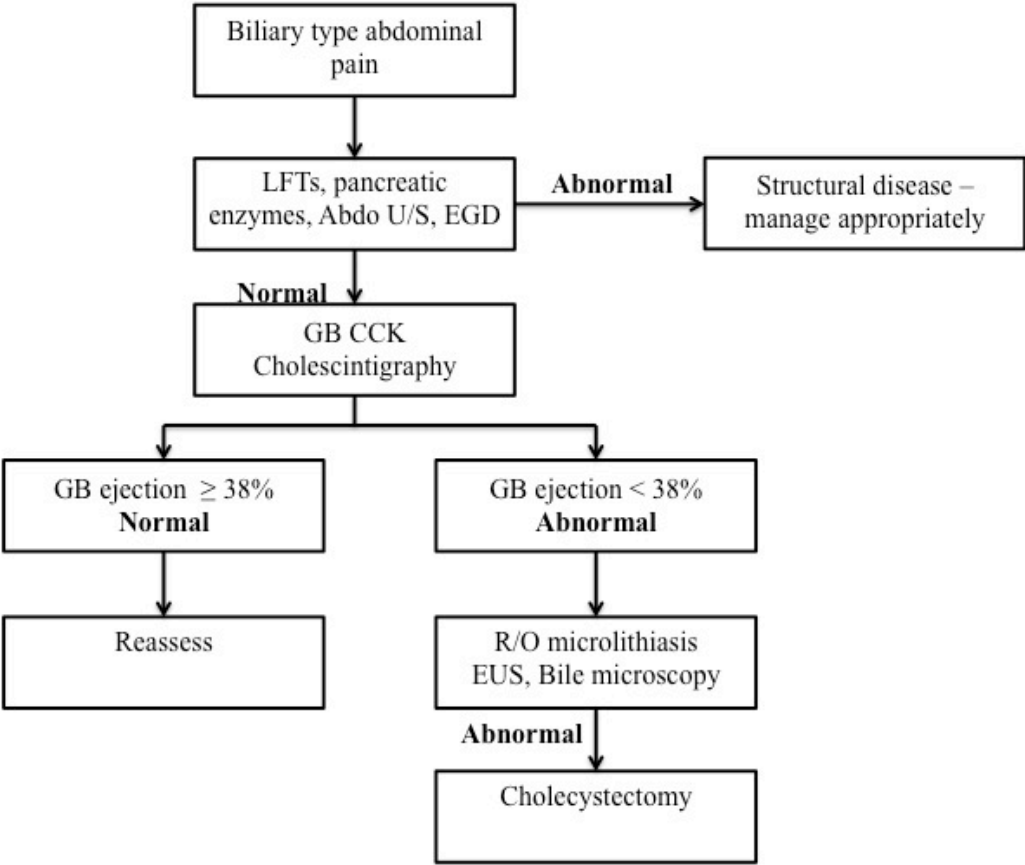 Biliary type abdominal
pain
LFTs, pancreatic
enzymes, Abdo U/S, EGD
Abnormal
Structural disease –
manage appropriately
Normal
GB CCK
Cholescintigraphy
GB ejection ≥ 38%
Normal
GB ejection < 38%
Abnormal
Reassess
R/O microlithiasis
EUS, Bile microscopy
Abnormal
Cholecystectomy